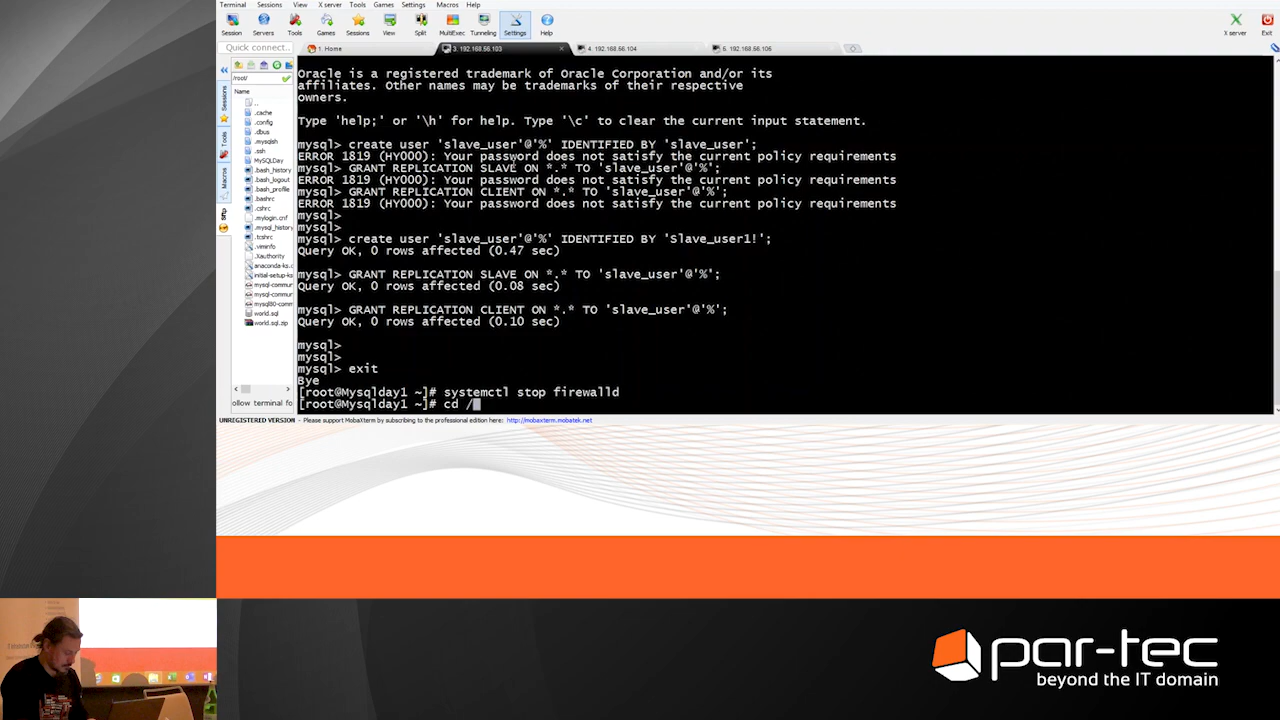 Terminal Sessions View X server Tools Games Settings Macros Help
Session Servers Tools Games Sessions View Split MultiExec Tunneling Settings Help X server Exit
Quick connect... 1. Home 3. 192.168.56.103 4. 192.168.56.104 5. 192.168.56.106
/root/
Name
Sessions
Tools
Macros
Sftp
..
.cache
.config
.dbus
.mysqlsh
.ssh
MySQLDay
.bash_history
.bash_logout
.bash_profile
.bashrc
.cshrc
.mylogin.cnf
.mysql_history
.tcshrc
.viminfo
.Xauthority
anaconda-ks.c
initial-setup-ks
mysql-commun
mysql-commun
mysql80-comm
world.sql
world.sql.zip
ollow terminal fo
Oracle is a registered trademark of Oracle Corporation and/or its
affiliates. Other names may be trademarks of their respective
owners.
Type 'help;' or '\h' for help. Type '\c' to clear the current input statement.
mysql> create user 'slave_user'@'%' IDENTIFIED BY 'slave_user';
ERROR 1819 (HY000): Your password does not satisfy the current policy requirements
mysql> GRANT REPLICATION SLAVE ON *.* TO 'slave_user'@'%';
ERROR 1819 (HY000): Your password does not satisfy the current policy requirements
mysql> GRANT REPLICATION CLIENT ON *.* TO 'slave_user'@'%';
ERROR 1819 (HY000): Your password does not satisfy the current policy requirements
mysql>
mysql> create user 'slave_user'@'%' IDENTIFIED BY 'slave_user1!';
Query OK, 0 rows affected (0.47 sec)
mysql> GRANT REPLICATION SLAVE ON *.* TO 'slave_user'@'%';
Query OK, 0 rows affected (0.08 sec)
mysql> GRANT REPLICATION CLIENT ON *.* TO 'slave_user'@'%';
Query OK, 0 rows affected (0.10 sec)
mysql>
mysql>
mysql> exit
Bye
[root@Mysqlday1 ~]# systemctl stop firewalld
[root@Mysqlday1 ~]# cd /
UNREGISTERED VERSION - Please support MobaXterm by subscribing to the professional edition here: http://mobaxterm.mobatek.net
par-tec
beyond the IT domain